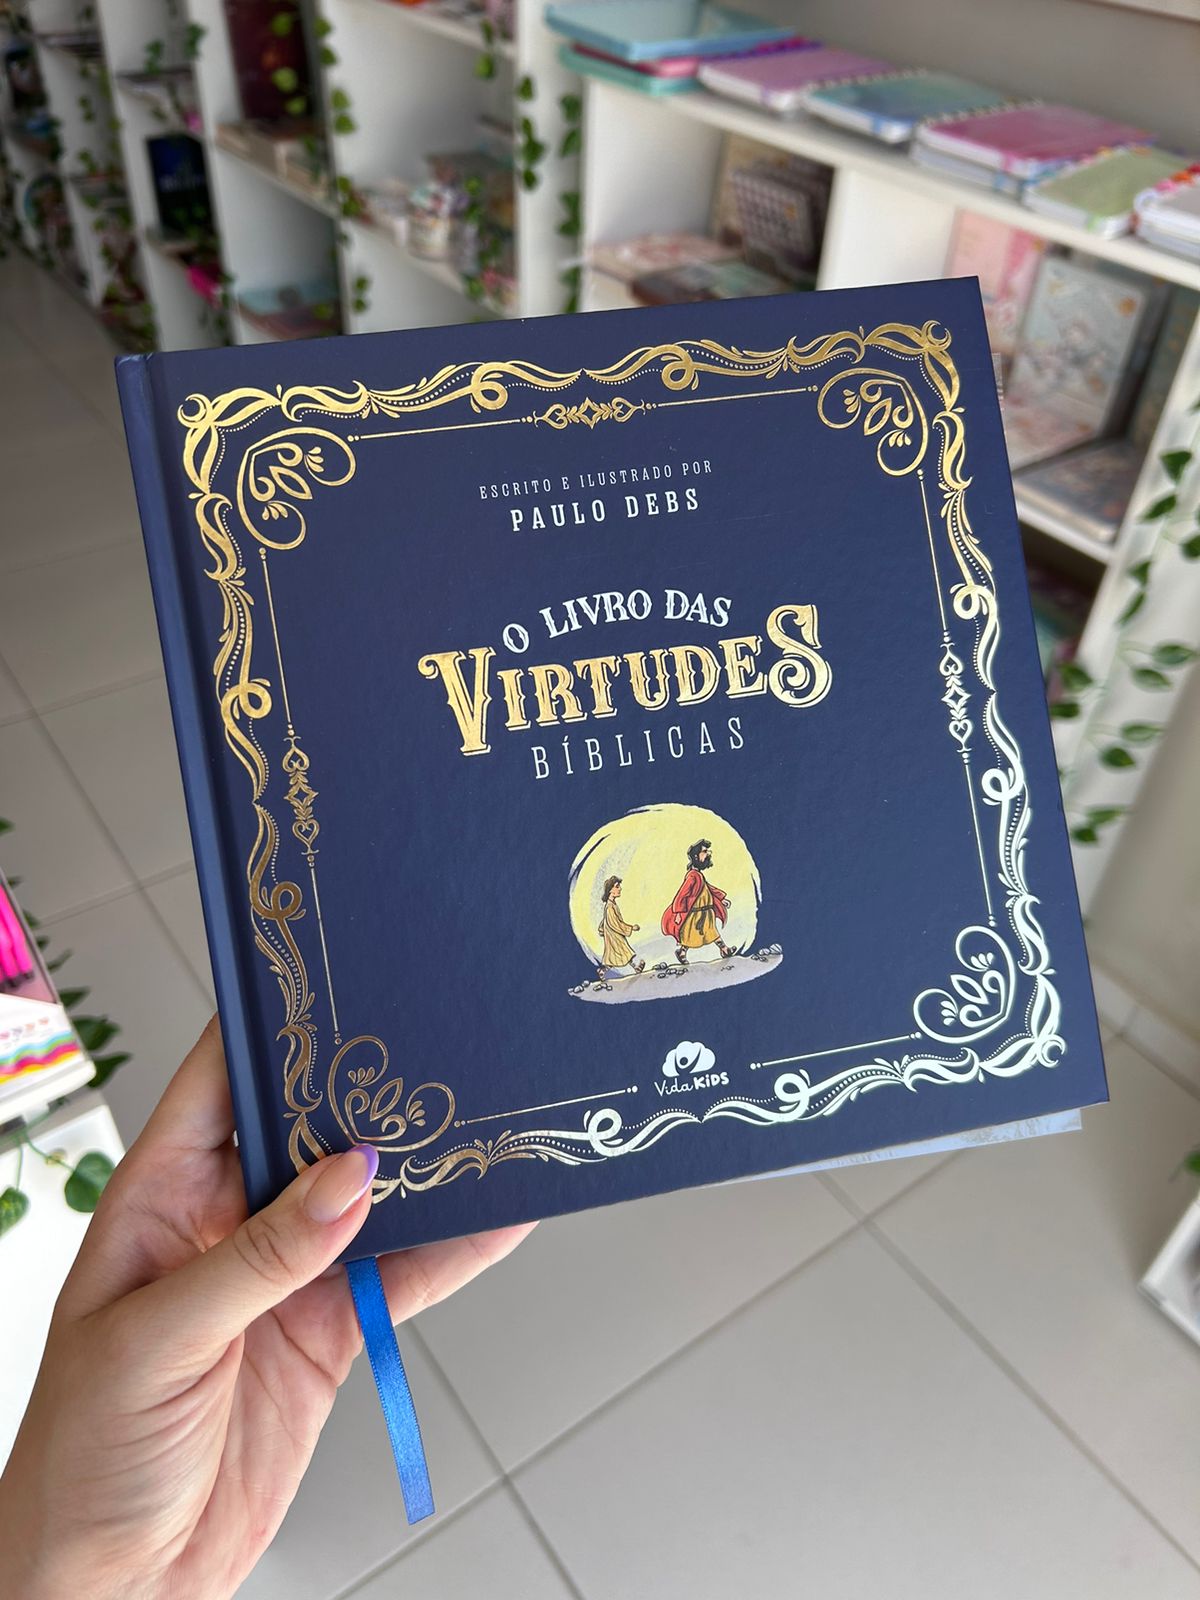 ESCRITO E ILUSTRADO POR
PAULO DEBS
O LIVRO DAS
VIRTUDES
BÍBLICAS
Vida KIDS